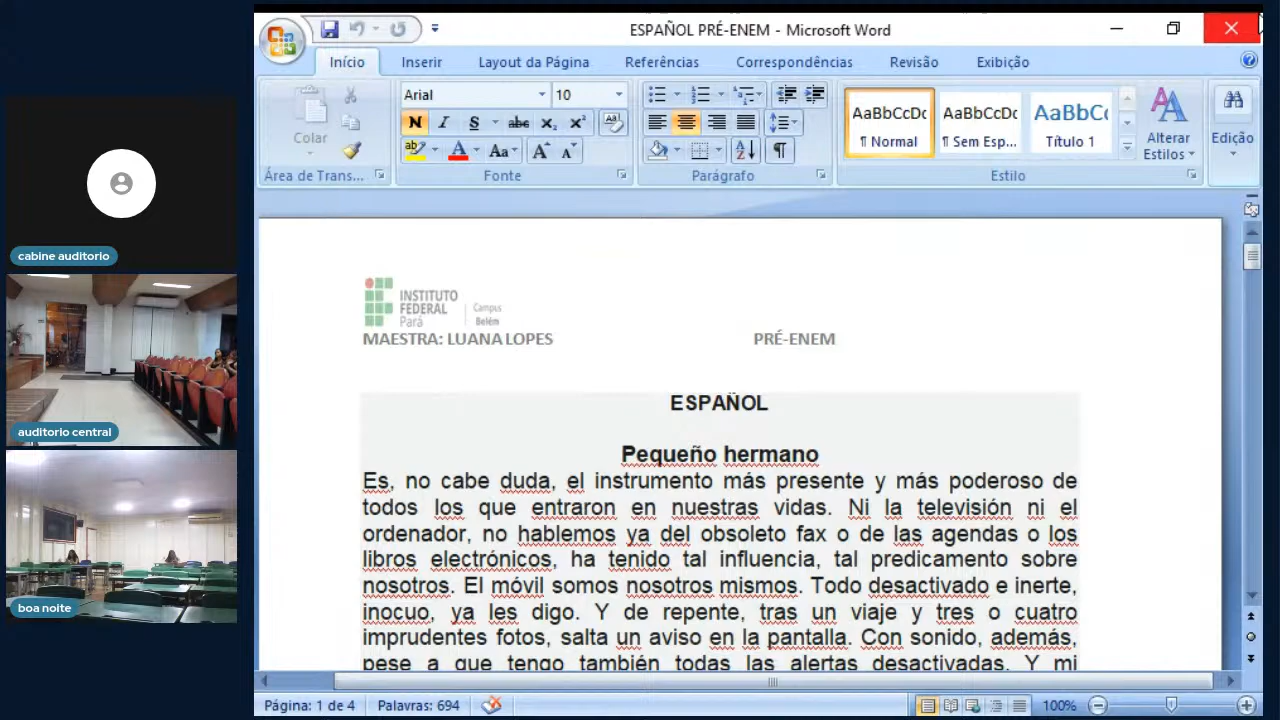 ESPAÑOL PRÉ-ENEM - Microsoft Word
Início Inserir Layout da Página Referências Correspondências Revisão Exibição
Colar
Arial 10
N I S abc X₂ X² Aa A A
AaBbCcDc AaBbCcDc AaBbCc
¶ Normal ¶ Sem Esp... Título 1
Alterar
Estilos
Edição
Área de Trans... Fonte Parágrafo Estilo
cabine auditorio
auditorio central
boa noite
INSTITUTO
FEDERAL
Pará
Campus
Belém
MAESTRA: LUANA LOPES PRÉ-ENEM
ESPAÑOL
Pequeño hermano
Es, no cabe duda, el instrumento más presente y más poderoso de
todos los que entraron en nuestras vidas. Ni la televisión ni el
ordenador, no hablemos ya del obsoleto fax o de las agendas o los
libros electrónicos, ha tenido tal influencia, tal predicamento sobre
nosotros. El móvil somos nosotros mismos. Todo desactivado e inerte,
inocuo, ya les digo. Y de repente, tras un viaje y tres o cuatro
imprudentes fotos, salta un aviso en la pantalla. Con sonido, además,
pese a que tengo también todas las alertas desactivadas. Y mi
Página: 1 de 4 Palavras: 694 100%